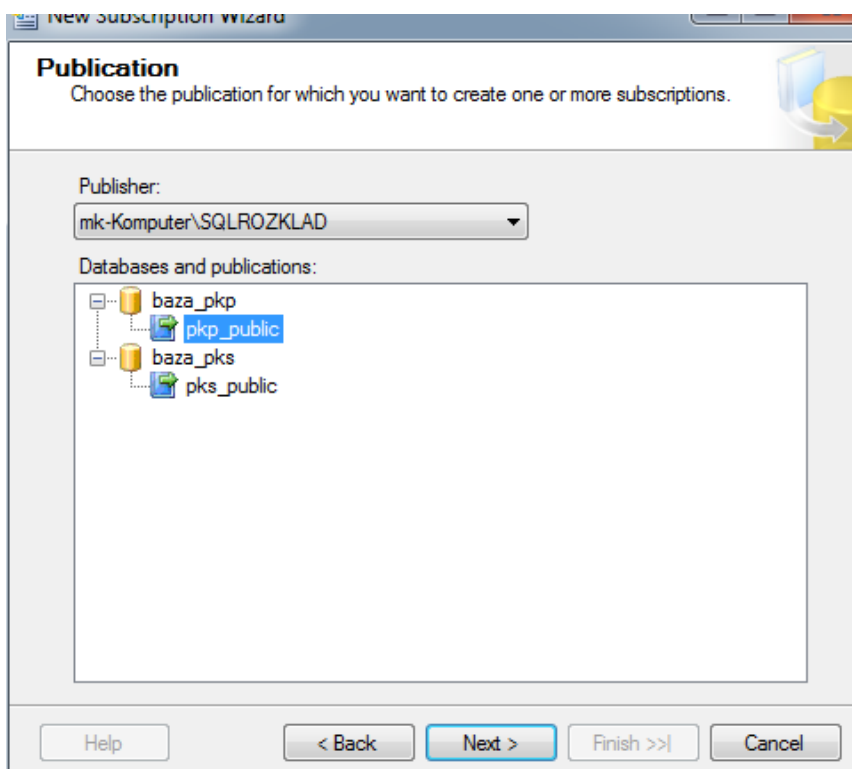 New Subscription Wizard
Publication
Choose the publication for which you want to create one or more subscriptions.
Publisher:
mk-Komputer\SQLROZKLAD
Databases and publications:
baza_pkp
pkp_public
baza_pks
pks_public
Help
< Back
Next >
Finish >>|
Cancel